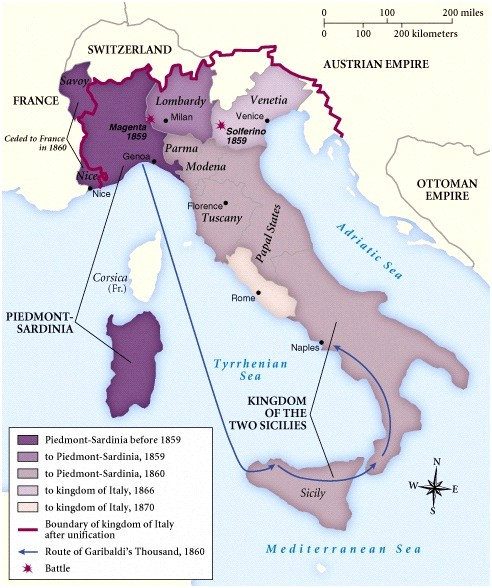 0 100 200 miles
0 100 200 kilometers
SWITZERLAND
AUSTRIAN EMPIRE
Savoy
FRANCE
Lombardy
Venetia
Milan
Venice
Magenta
1859
Solferino
1859
Ceded to France
in 1860
Parma
Genoa
Modena
Nice
Nice
OTTOMAN
EMPIRE
Florence
Tuscany
Papal States
Adriatic Sea
Corsica
(Fr.)
Rome
PIEDMONT-
SARDINIA
Naples
Tyrrhenian
Sea
KINGDOM
OF THE
TWO SICILIES
Piedmont-Sardinia before 1859
to Piedmont-Sardinia, 1859
to Piedmont-Sardinia, 1860
to kingdom of Italy, 1866
to kingdom of Italy, 1870
Boundary of kingdom of Italy
after unification
Route of Garibaldi's Thousand, 1860
Battle
Sicily
N
W E
S
Mediterranean Sea